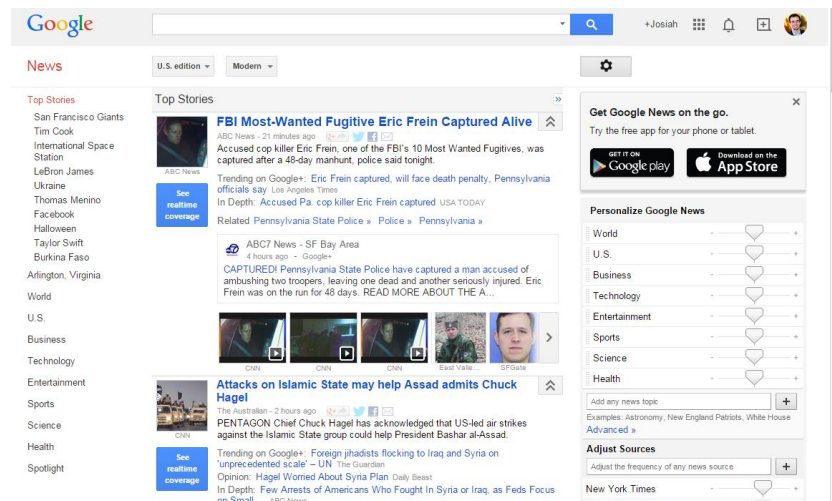 Google
+Josiah
News
U.S. edition
Modern
Top Stories
San Francisco Giants
Tim Cook
International Space
Station
LeBron James
Ukraine
Thomas Menino
Facebook
Halloween
Taylor Swift
Burkina Faso
Arlington, Virginia
World
U.S.
Business
Technology
Entertainment
Sports
Science
Health
Spotlight
Top Stories »
FBI Most-Wanted Fugitive Eric Frein Captured Alive
ABC News - 21 minutes ago
Accused cop killer Eric Frein, one of the FBI's 10 Most Wanted Fugitives, was
captured after a 48-day manhunt, police said tonight.
ABC News
See
realtime
coverage
Trending on Google+: Eric Frein captured, will face death penalty, Pennsylvania
officials say Los Angeles Times
In Depth: Accused Pa. cop killer Eric Frein captured USA TODAY
Related Pennsylvania State Police » Police » Pennsylvania »
ABC7 News - SF Bay Area
4 hours ago - Google+
CAPTURED! Pennsylvania State Police have captured a man accused of
ambushing two troopers, leaving one dead and another seriously injured. Eric
Frein was on the run for 48 days. READ MORE ABOUT THE A...
CNN
CNN
CNN
East Valle...
SFGate
Attacks on Islamic State may help Assad admits Chuck
Hagel
The Australian - 2 hours ago
PENTAGON Chief Chuck Hagel has acknowledged that US-led air strikes
against the Islamic State group could help President Bashar al-Assad.
CNN
See
realtime
coverage
Trending on Google+: Foreign jihadists flocking to Iraq and Syria on
'unprecedented scale' – UN The Guardian
Opinion: Hagel Worried About Syria Plan Daily Beast
In Depth: Few Arrests of Americans Who Fought In Syria or Iraq, as Feds Focus
on Small ABC News
Get Google News on the go.
Try the free app for your phone or tablet.
GET IT ON
Google play
Download on the
App Store
Personalize Google News
World - +
U.S. - +
Business - +
Technology - +
Entertainment - +
Sports - +
Science - +
Health - +
Add any news topic +
Examples: Astronomy, New England Patriots, White House
Advanced »
Adjust Sources
Adjust the frequency of any news source +
New York Times - +